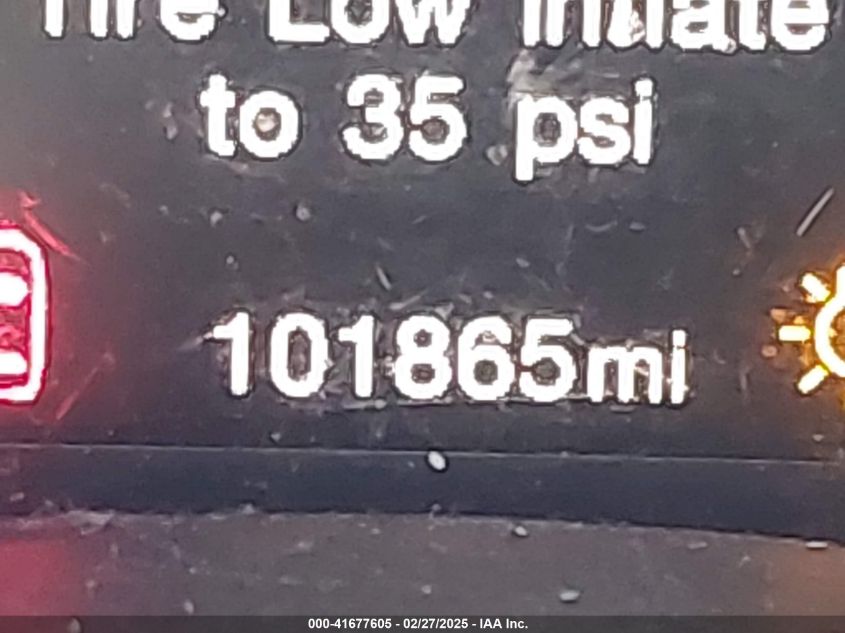 Tire Low Inflate
to 35 psi
101865mi
000-41677605 - 02/27/2025 - IAA Inc.